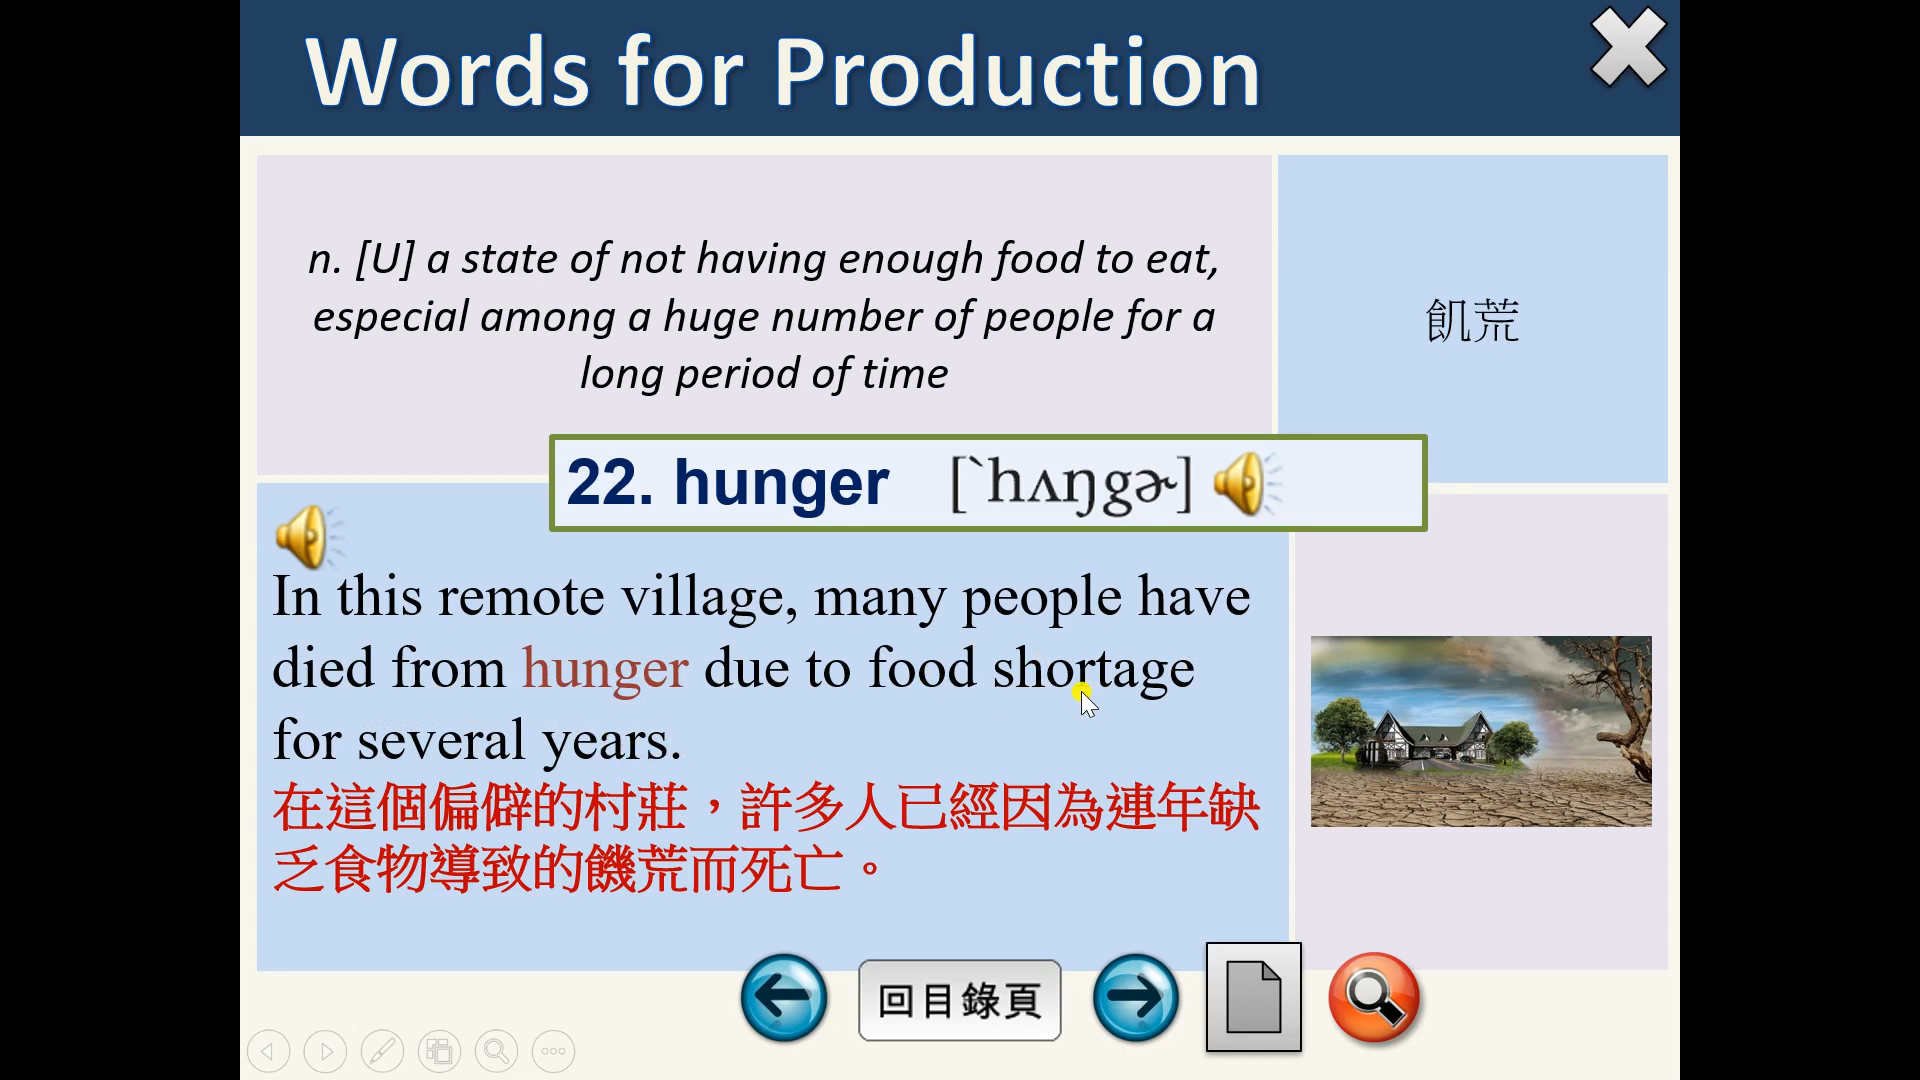 Words for Production
n. [U] a state of not having enough food to eat,
especial among a huge number of people for a
long period of time
飢荒
22. hunger [ˋhʌŋgɚ]
In this remote village, many people have
died from hunger due to food shortage
for several years.
在這個偏僻的村莊，許多人已經因為連年缺
乏食物導致的饑荒而死亡。
回目錄頁